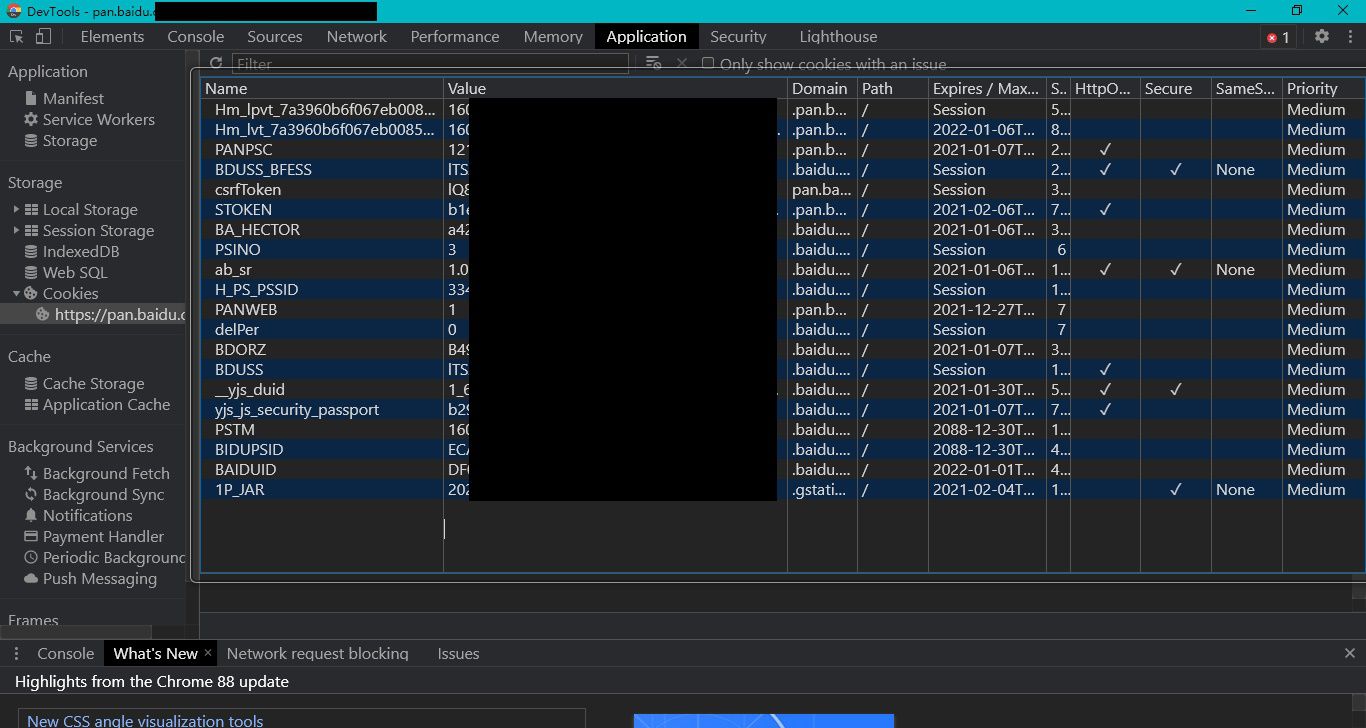 DevTools - pan.baidu.
Elements Console Sources Network Performance Memory Application Security Lighthouse 1
Application
Manifest
Service Workers
Storage
Storage
Local Storage
Session Storage
IndexedDB
Web SQL
Cookies
https://pan.baidu.c
Cache
Cache Storage
Application Cache
Background Services
Background Fetch
Background Sync
Notifications
Payment Handler
Periodic Background
Push Messaging
Frames
Filter Only show cookies with an issue
Name Value Domain Path Expires / Max... S.. HttpO... Secure SameS... Priority
Hm_lpvt_7a3960b6f067eb008... 160 .pan.b... / Session 5... Medium
Hm_lvt_7a3960b6f067eb0085... 160 .pan.b... / 2022-01-06T... 8... Medium
PANPSC 121 .pan.b... / 2021-01-07T... 2... ✓ Medium
BDUSS_BFESS lTS .baidu.... / Session 2... ✓ ✓ None Medium
csrfToken lQ8 pan.ba... / Session 3... Medium
STOKEN b1e .pan.b... / 2021-02-06T... 7... ✓ Medium
BA_HECTOR a42 .baidu.... / 2021-01-06T... 3... Medium
PSINO 3 .baidu.... / Session 6 Medium
ab_sr 1.0 .baidu.... / 2021-01-06T... 1... ✓ ✓ None Medium
H_PS_PSSID 334 .baidu.... / Session 1... Medium
PANWEB 1 .pan.b... / 2021-12-27T... 7 Medium
delPer 0 .baidu.... / Session 7 Medium
BDORZ B49 .baidu.... / 2021-01-07T... 3... Medium
BDUSS lTS .baidu.... / Session 1... ✓ Medium
__yjs_duid 1_6 .baidu.... / 2021-01-30T... 5... ✓ ✓ Medium
yjs_js_security_passport b29 .baidu.... / 2021-01-07T... 7... ✓ Medium
PSTM 160 .baidu.... / 2088-12-30T... 1... Medium
BIDUPSID ECA .baidu.... / 2088-12-30T... 4... Medium
BAIDUID DF .baidu.... / 2022-01-01T... 4... Medium
1P_JAR 202 .gstati... / 2021-02-04T... 1... ✓ None Medium
Console What's New × Network request blocking Issues
Highlights from the Chrome 88 update
New CSS angle visualization tools